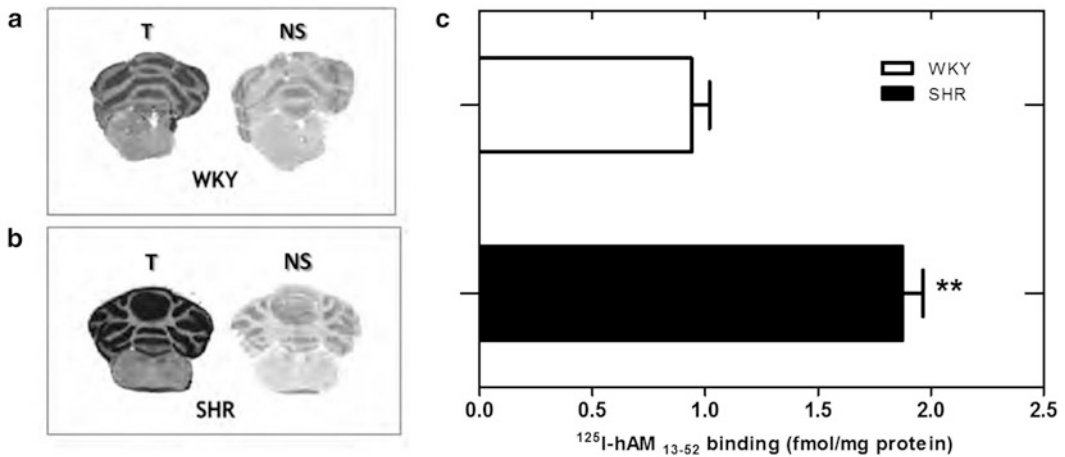 a
T NS
WKY
b
T NS
SHR
c
WKY
SHR
**
0.0 0.5 1.0 1.5 2.0 2.5
¹²⁵I-hAM ₁₃₋₅₂ binding (fmol/mg protein)